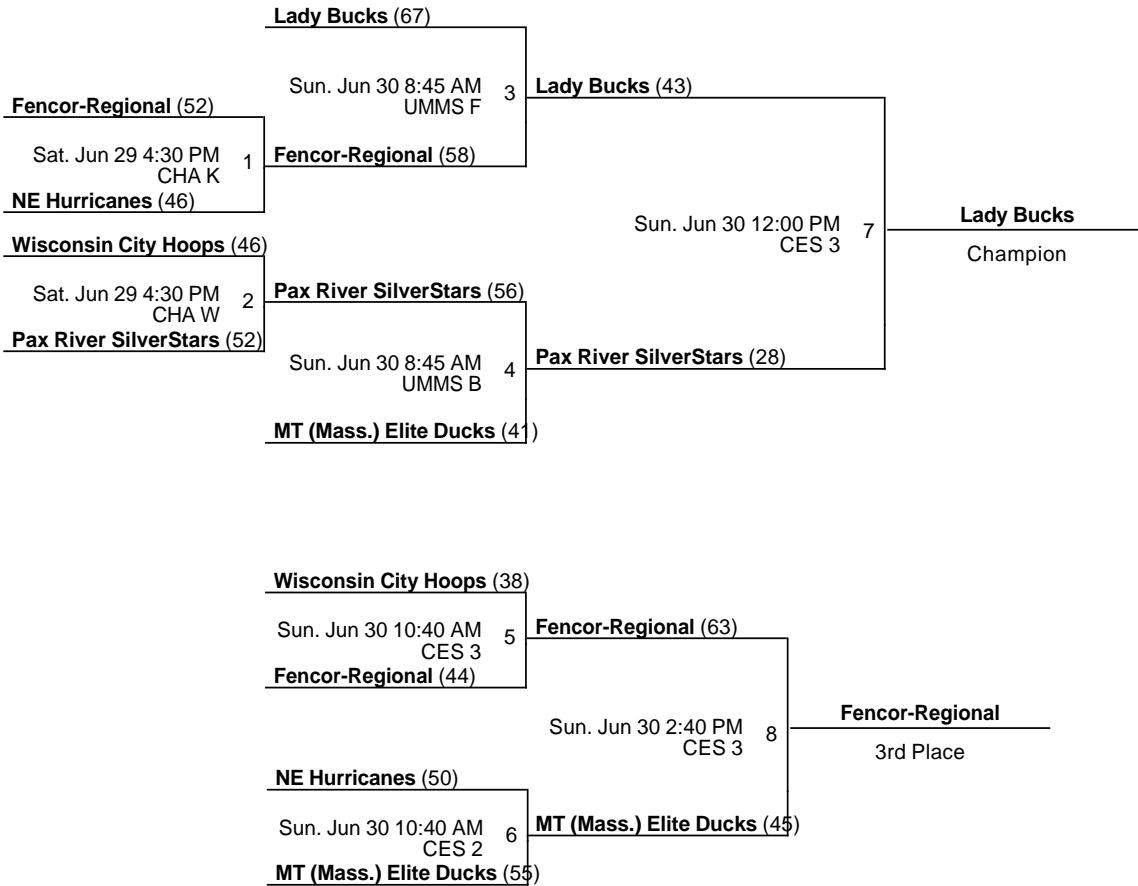 Lady Bucks (67)
Sun. Jun 30 8:45 AM
UMMS F
3
Lady Bucks (43)
Fencor-Regional (52)
Sat. Jun 29 4:30 PM
CHA K
1
Fencor-Regional (58)
NE Hurricanes (46)
Sun. Jun 30 12:00 PM
CES 3
7
Lady Bucks
Champion
Wisconsin City Hoops (46)
Sat. Jun 29 4:30 PM
CHA W
2
Pax River SilverStars (56)
Pax River SilverStars (52)
Sun. Jun 30 8:45 AM
UMMS B
4
Pax River SilverStars (28)
MT (Mass.) Elite Ducks (41)
Wisconsin City Hoops (38)
Sun. Jun 30 10:40 AM
CES 3
5
Fencor-Regional (63)
Fencor-Regional (44)
Sun. Jun 30 2:40 PM
CES 3
8
Fencor-Regional
3rd Place
NE Hurricanes (50)
Sun. Jun 30 10:40 AM
CES 2
6
MT (Mass.) Elite Ducks (45)
MT (Mass.) Elite Ducks (55)